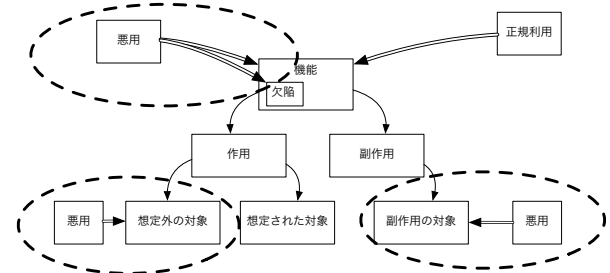 悪用
正規利用
機能
欠陥
作用
副作用
悪用
想定外の対象
想定された対象
副作用の対象
悪用